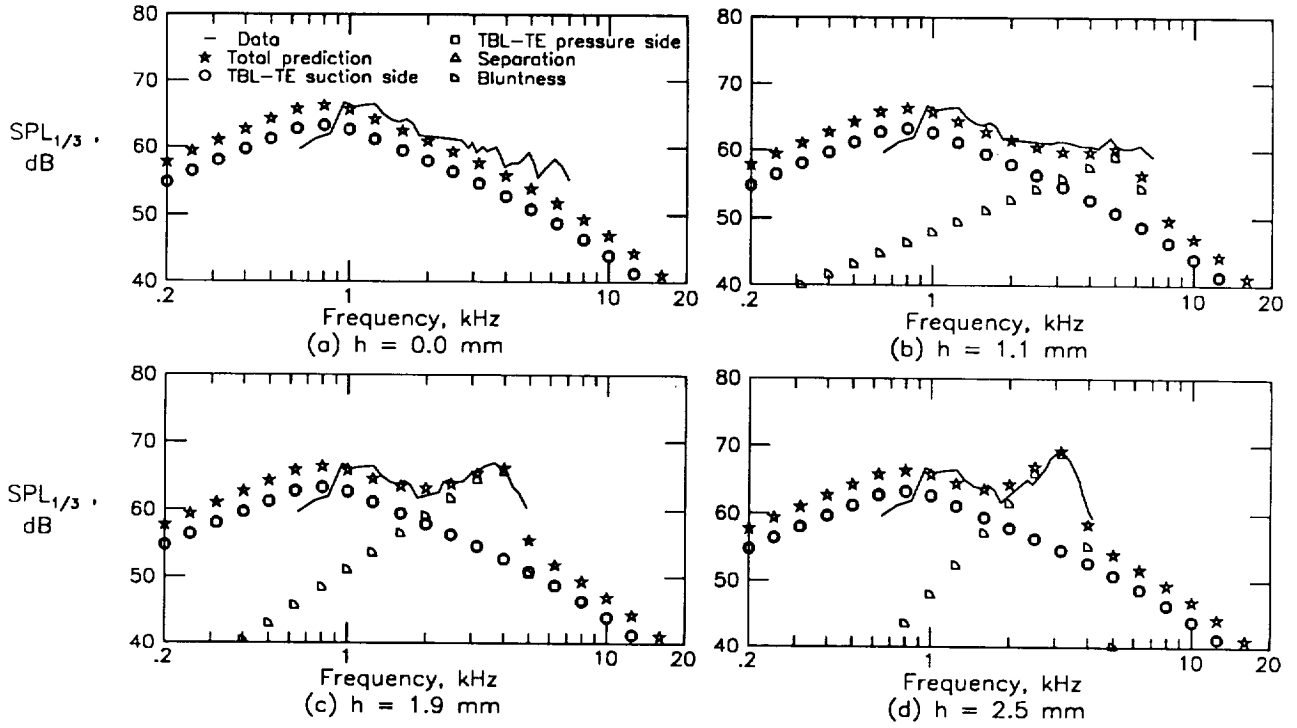 80
70
60
50
40
SPL1/3 ,
dB
— Data
☆ Total prediction
○ TBL-TE suction side
□ TBL-TE pressure side
△ Separation
Bluntness
.2
1
10
20
Frequency, kHz
(a) h = 0.0 mm
80
70
60
50
40
.2
1
10
20
Frequency, kHz
(b) h = 1.1 mm
80
70
60
50
40
SPL1/3 ,
dB
.2
1
10
20
Frequency, kHz
(c) h = 1.9 mm
80
70
60
50
40
.2
1
10
20
Frequency, kHz
(d) h = 2.5 mm